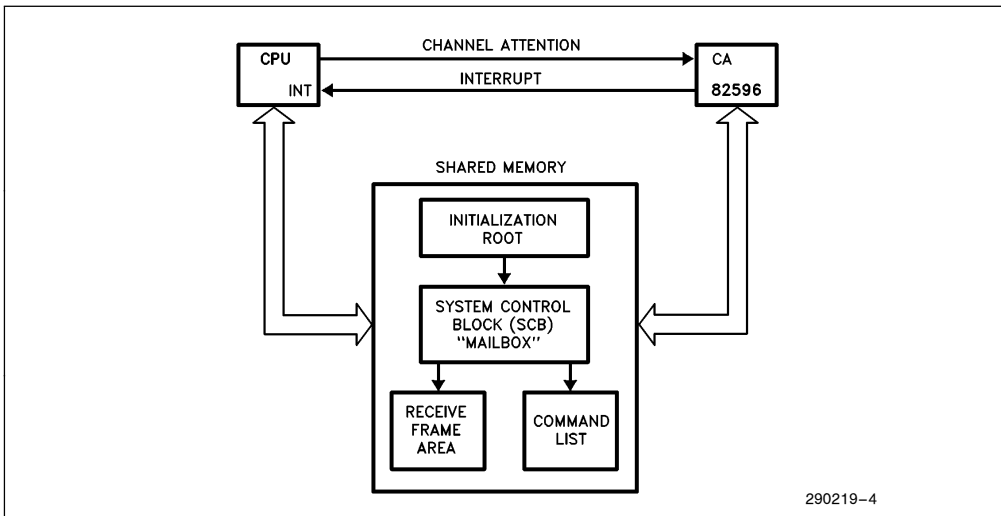 CHANNEL ATTENTION
CPU
CA
INTERRUPT
INT
82596
SHARED MEMORY
INITIALIZATION
ROOT
SYSTEM CONTROL
BLOCK (SCB)
"MAILBOX"
RECEIVE
FRAME
AREA
COMMAND
LIST
290219–4